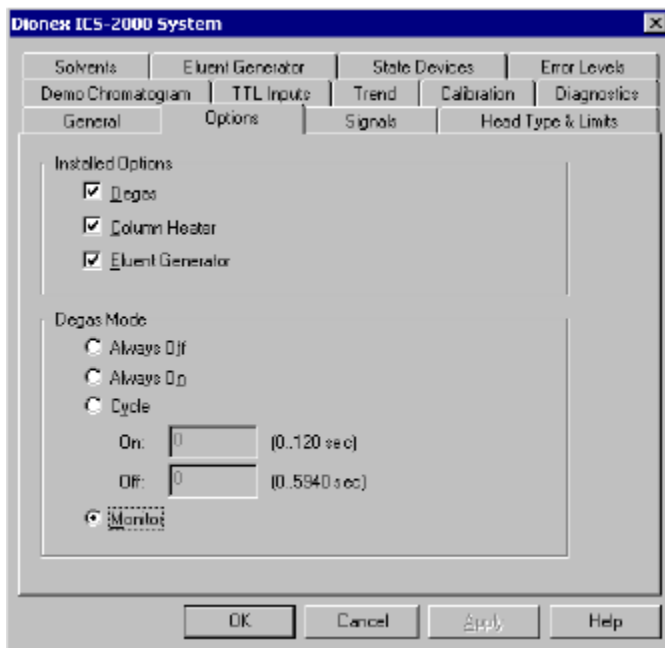 Dionex ICS-2000 System
Solvents Eluent Generator State Devices Error Levels
Demo Chromatogram TTL Inputs Trend Calibration Diagnostics
General Options Signals Head Type & Limits
Installed Options
Degas
Column Heater
Eluent Generator
Degas Mode
Always Off
Always On
Cycle
On: 0 (0..120 sec)
Off: 0 (0..5940 sec)
Monitor
OK Cancel Apply Help